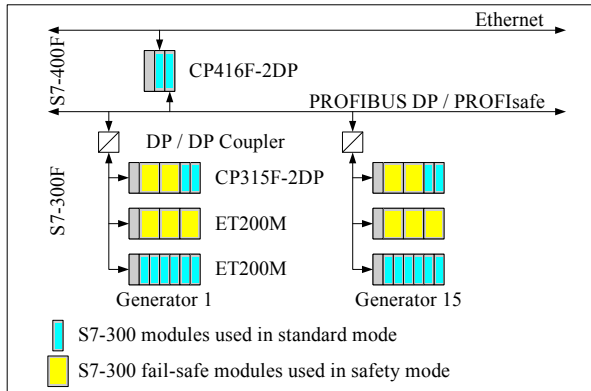 Ethernet
S7-400F
CP416F-2DP
PROFIBUS DP / PROFIsafe
DP / DP Coupler
S7-300F
CP315F-2DP
ET200M
ET200M
Generator 1
Generator 15
S7-300 modules used in standard mode
S7-300 fail-safe modules used in safety mode